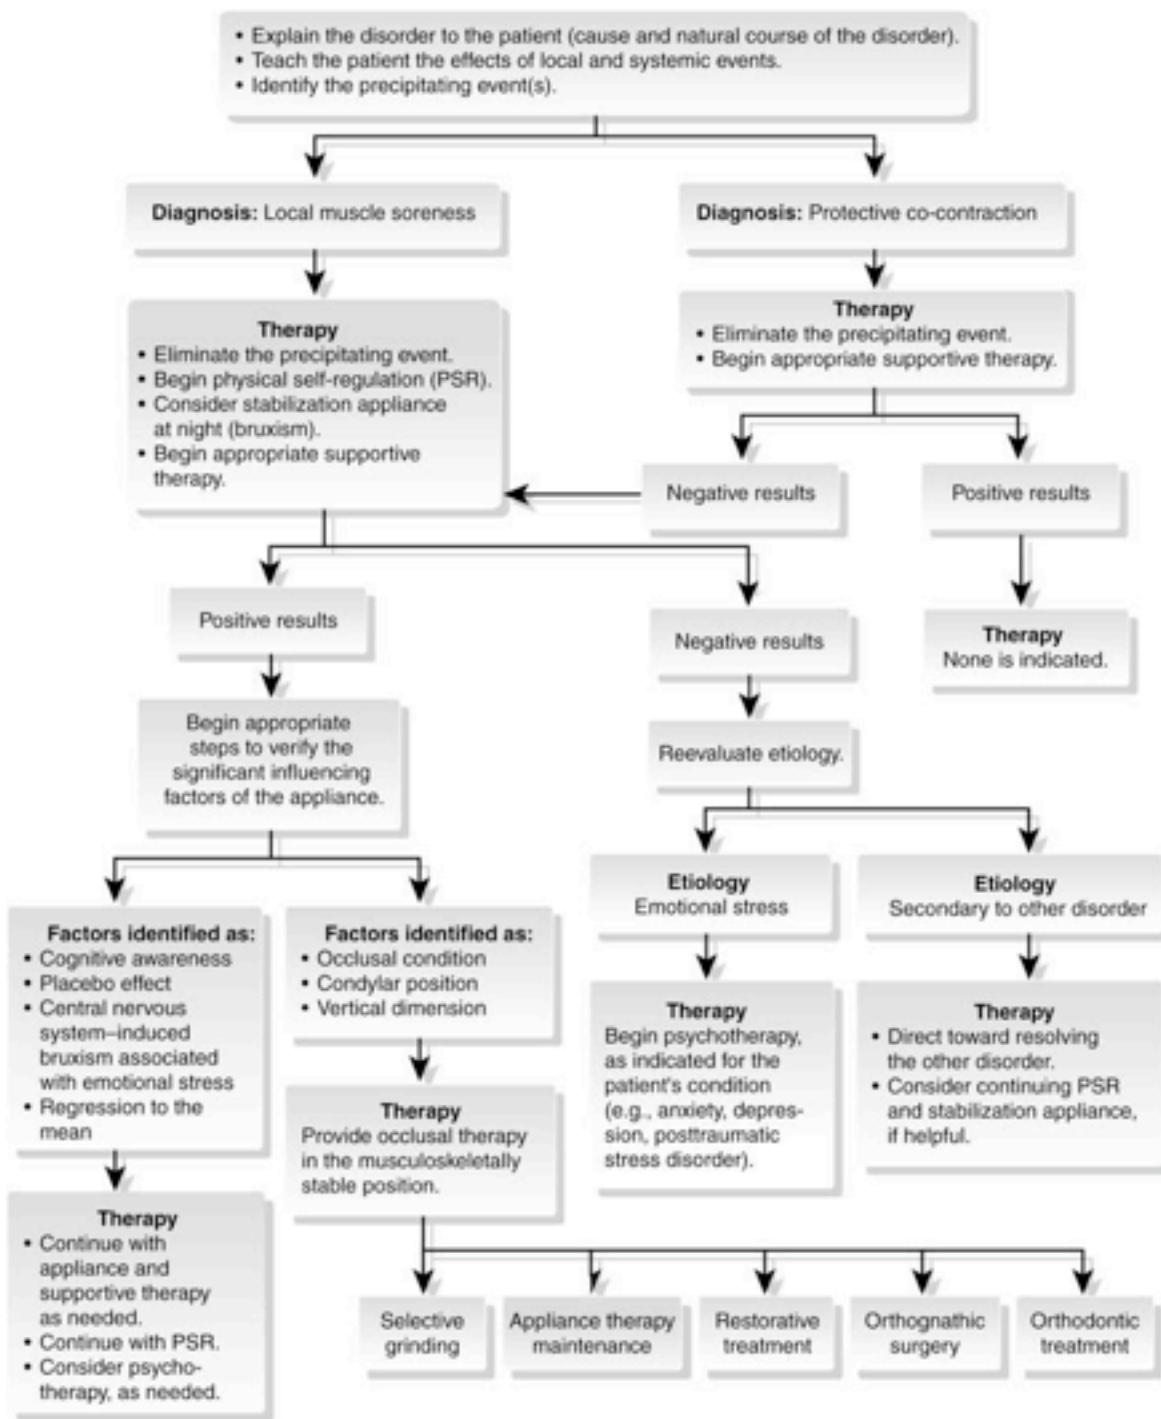 • Explain the disorder to the patient (cause and natural course of the disorder).
• Teach the patient the effects of local and systemic events.
• Identify the precipitating event(s).
Diagnosis: Local muscle soreness
Diagnosis: Protective co-contraction
Therapy
• Eliminate the precipitating event.
• Begin physical self-regulation (PSR).
• Consider stabilization appliance
at night (bruxism).
• Begin appropriate supportive
therapy.
Therapy
• Eliminate the precipitating event.
• Begin appropriate supportive therapy.
Negative results
Positive results
Positive results
Negative results
Therapy
None is indicated.
Begin appropriate
steps to verify the
significant influencing
factors of the appliance.
Reevaluate etiology.
Etiology
Emotional stress
Etiology
Secondary to other disorder
Factors identified as:
• Cognitive awareness
• Placebo effect
• Central nervous
system–induced
bruxism associated
with emotional stress
• Regression to the
mean
Factors identified as:
• Occlusal condition
• Condylar position
• Vertical dimension
Therapy
Begin psychotherapy,
as indicated for the
patient's condition
(e.g., anxiety, depres-
sion, posttraumatic
stress disorder).
Therapy
• Direct toward resolving
the other disorder.
• Consider continuing PSR
and stabilization appliance,
if helpful.
Therapy
Provide occlusal therapy
in the musculoskeletally
stable position.
Therapy
• Continue with
appliance and
supportive therapy
as needed.
• Continue with PSR.
• Consider psycho-
therapy, as needed.
Selective
grinding
Appliance therapy
maintenance
Restorative
treatment
Orthognathic
surgery
Orthodontic
treatment